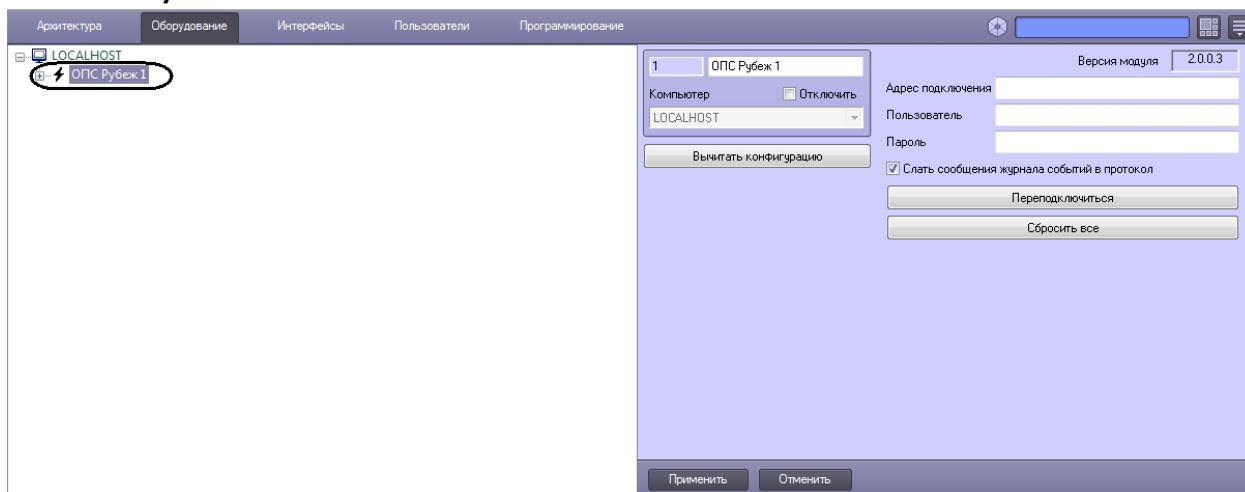 Архитектура Оборудование Интерфейсы Пользователи Программирование
LOCALHOST
ОПС Рубеж 1
1 ОПС Рубеж 1
Компьютер Отключить
LOCALHOST
Вычитать конфигурацию
Версия модуля 2.0.0.3
Адрес подключения
Пользователь
Пароль
Слать сообщения журнала событий в протокол
Переподключиться
Сбросить все
Применить Отменить